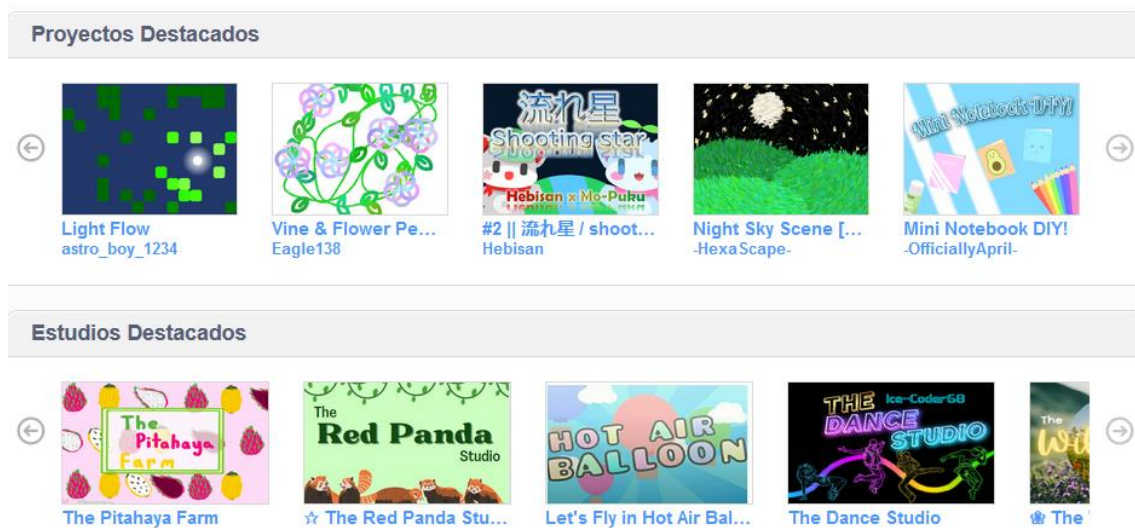 Proyectos Destacados
流れ星
Shooting star
Hebisan x Mo-Puku
Mini Notebook DIY!
Light Flow
astro_boy_1234
Vine & Flower Pe...
Eagle138
#2 || 流れ星 / shoot...
Hebisan
Night Sky Scene [...
-HexaScape-
Mini Notebook DIY!
-OfficiallyApril-
Estudios Destacados
The
Pitahaya
Farm
The
Red Panda
Studio
HOT AIR
BALLOON
THE Ice-Coder68
DANCE
STUDIO
The
The Pitahaya Farm
☆ The Red Panda Stu...
Let's Fly in Hot Air Bal...
The Dance Studio
❀ The